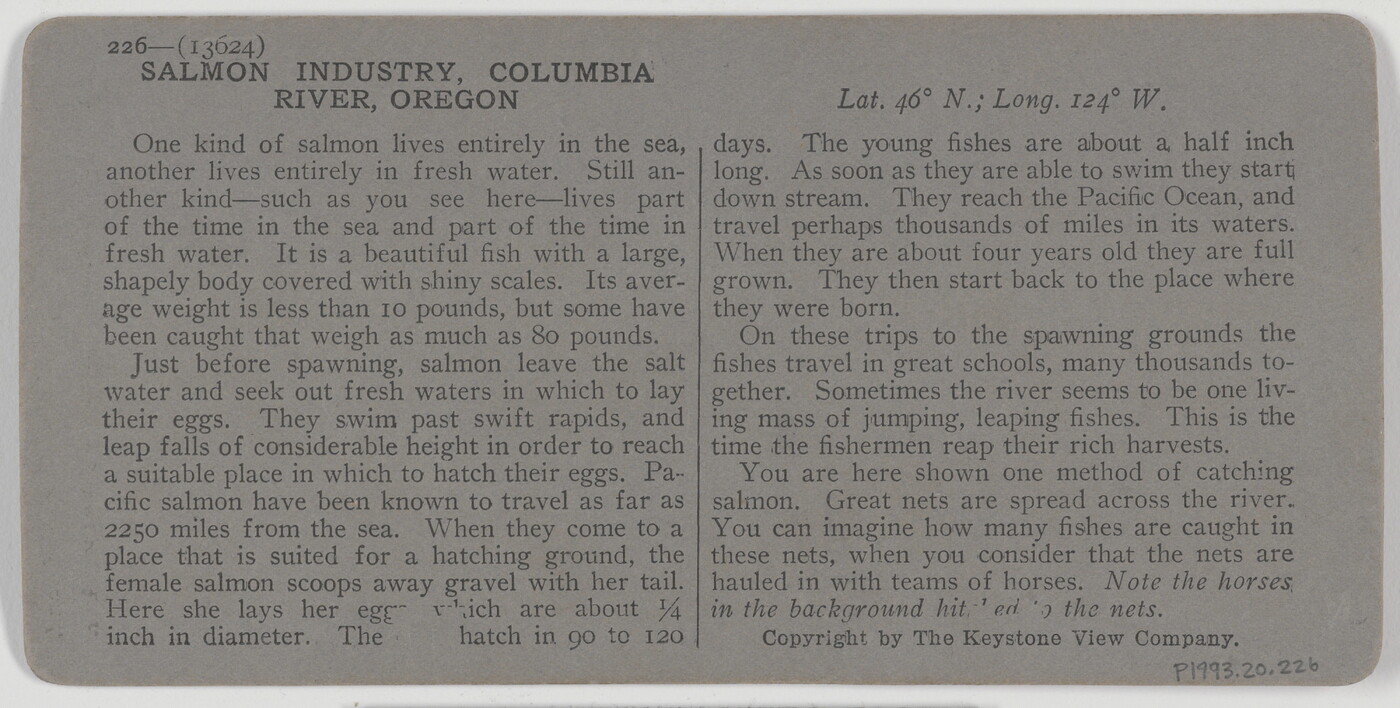 226—(13624)
SALMON INDUSTRY, COLUMBIA
RIVER, OREGON
Lat. 46° N.; Long. 124° W.
One kind of salmon lives entirely in the sea,
another lives entirely in fresh water. Still an-
other kind—such as you see here—lives part
of the time in the sea and part of the time in
fresh water. It is a beautiful fish with a large,
shapely body covered with shiny scales. Its aver-
age weight is less than 10 pounds, but some have
been caught that weigh as much as 80 pounds.
Just before spawning, salmon leave the salt
water and seek out fresh waters in which to lay
their eggs. They swim past swift rapids, and
leap falls of considerable height in order to reach
a suitable place in which to hatch their eggs. Pa-
cific salmon have been known to travel as far as
2250 miles from the sea. When they come to a
place that is suited for a hatching ground, the
female salmon scoops away gravel with her tail.
Here she lays her which are about ¼
inch in diameter. The hatch in 90 to 120
days. The young fishes are about a half inch
long. As soon as they are able to swim they start
down stream. They reach the Pacific Ocean, and
travel perhaps thousands of miles in its waters.
When they are about four years old they are full
grown. They then start back to the place where
they were born.
On these trips to the spawning grounds the
fishes travel in great schools, many thousands to-
gether. Sometimes the river seems to be one liv-
ing mass of jumping, leaping fishes. This is the
time the fishermen reap their rich harvests.
You are here shown one method of catching
salmon. Great nets are spread across the river.
You can imagine how many fishes are caught in
these nets, when you consider that the nets are
hauled in with teams of horses. Note the horses
in the background the nets.
Copyright by The Keystone View Company.
P1993.20.226